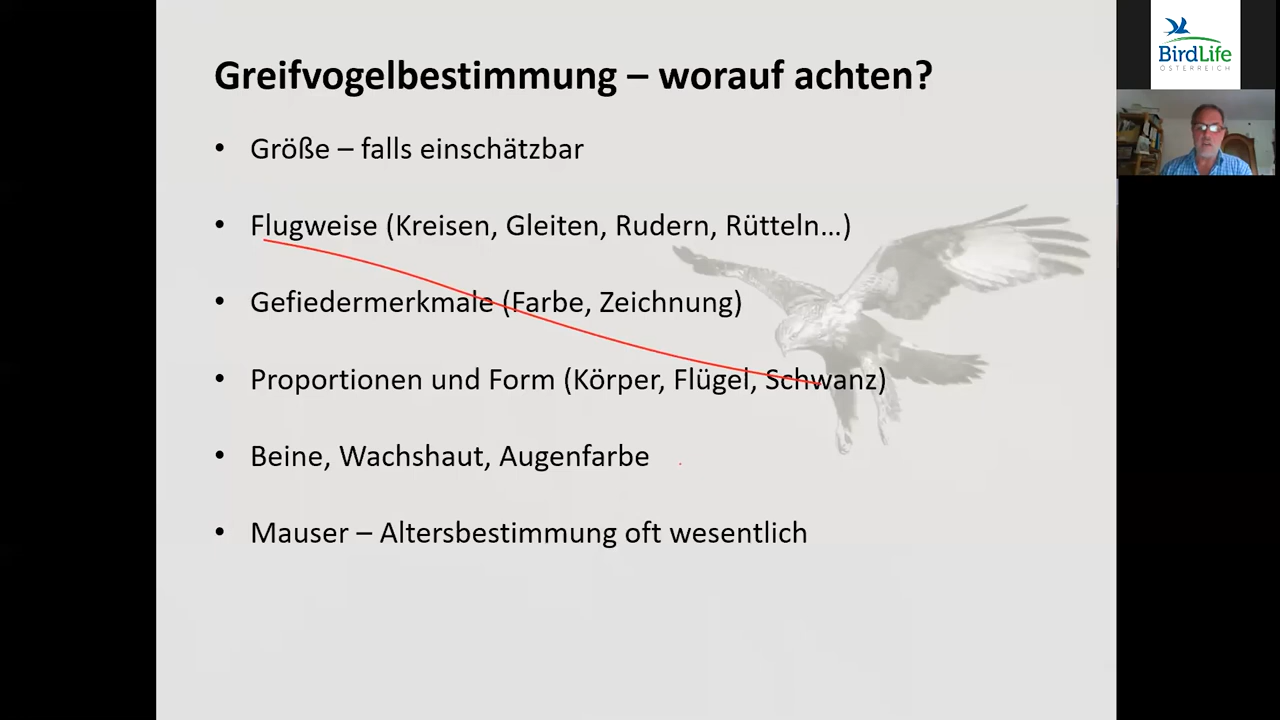 Greifvogelbestimmung – worauf achten?
• Größe – falls einschätzbar
• Flugweise (Kreisen, Gleiten, Rudern, Rütteln…)
• Gefiedermerkmale (Farbe, Zeichnung)
• Proportionen und Form (Körper, Flügel, Schwanz)
• Beine, Wachshaut, Augenfarbe
• Mauser – Altersbestimmung oft wesentlich
BirdLife
ÖSTERREICH